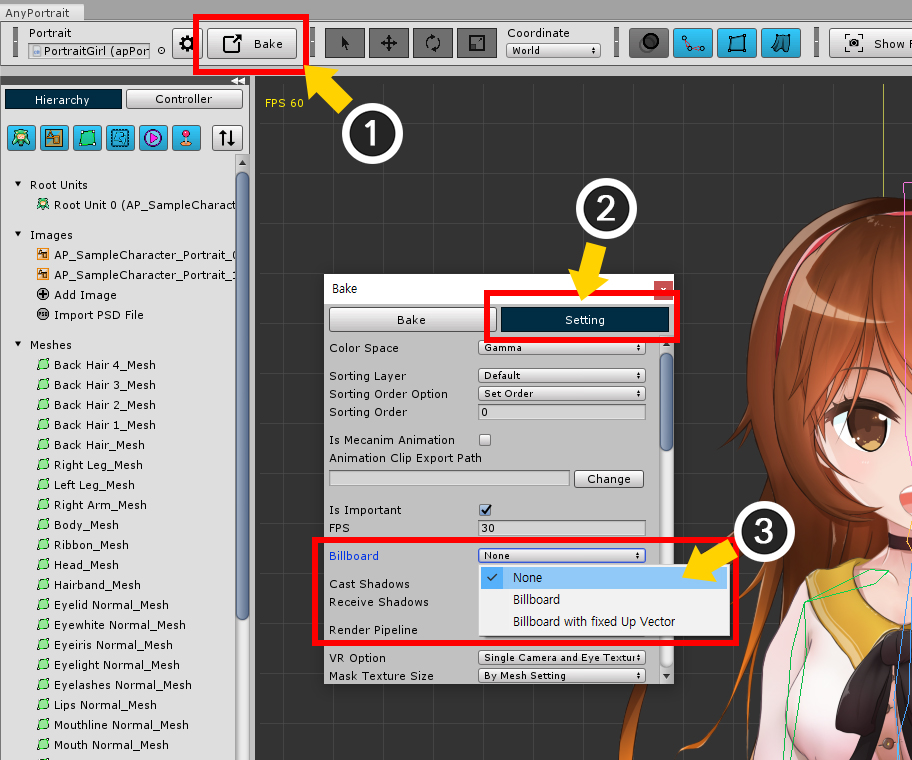 AnyPortrait
Portrait
PortraitGirl (apPor
Bake
Coordinate
World
Show F
Hierarchy
Controller
FPS 60
1
Root Units
Root Unit 0 (AP_SampleCharact
Images
AP_SampleCharacter_Portrait_0
AP_SampleCharacter_Portrait_1
Add Image
Import PSD File
Meshes
Back Hair 4_Mesh
Back Hair 3_Mesh
Back Hair 2_Mesh
Back Hair 1_Mesh
Back Hair_Mesh
Right Leg_Mesh
Left Leg_Mesh
Right Arm_Mesh
Body_Mesh
Ribbon_Mesh
Head_Mesh
Hairband_Mesh
Eyelid Normal_Mesh
Eyewhite Normal_Mesh
Eyeiris Normal_Mesh
Eyelight Normal_Mesh
Eyelashes Normal_Mesh
Lips Normal_Mesh
Mouthline Normal_Mesh
Mouth Normal_Mesh
2
Bake
Bake
Setting
Color Space
Gamma
Sorting Layer
Default
Sorting Order Option
Set Order
Sorting Order
0
Is Mecanim Animation
Animation Clip Export Path
Change
Is Important
FPS
30
Billboard
None
3
None
Billboard
Billboard with fixed Up Vector
Cast Shadows
Receive Shadows
Render Pipeline
VR Option
Single Camera and Eye Textur
Mask Texture Size
By Mesh Setting